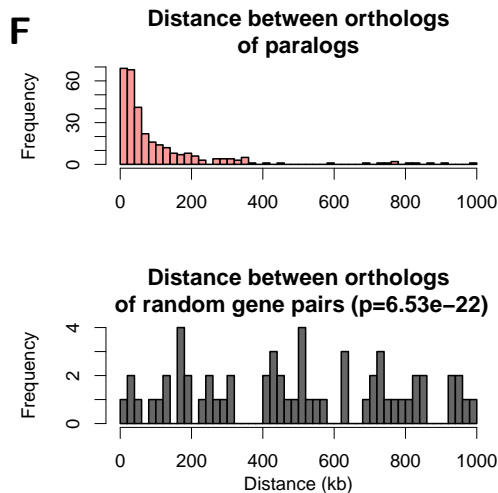 F
Distance between orthologs
of paralogs
Frequency
0 30 60
0 200 400 600 800 1000
Distance between orthologs
of random gene pairs (p=6.53e−22)
Frequency
0 2 4
0 200 400 600 800 1000
Distance (kb)